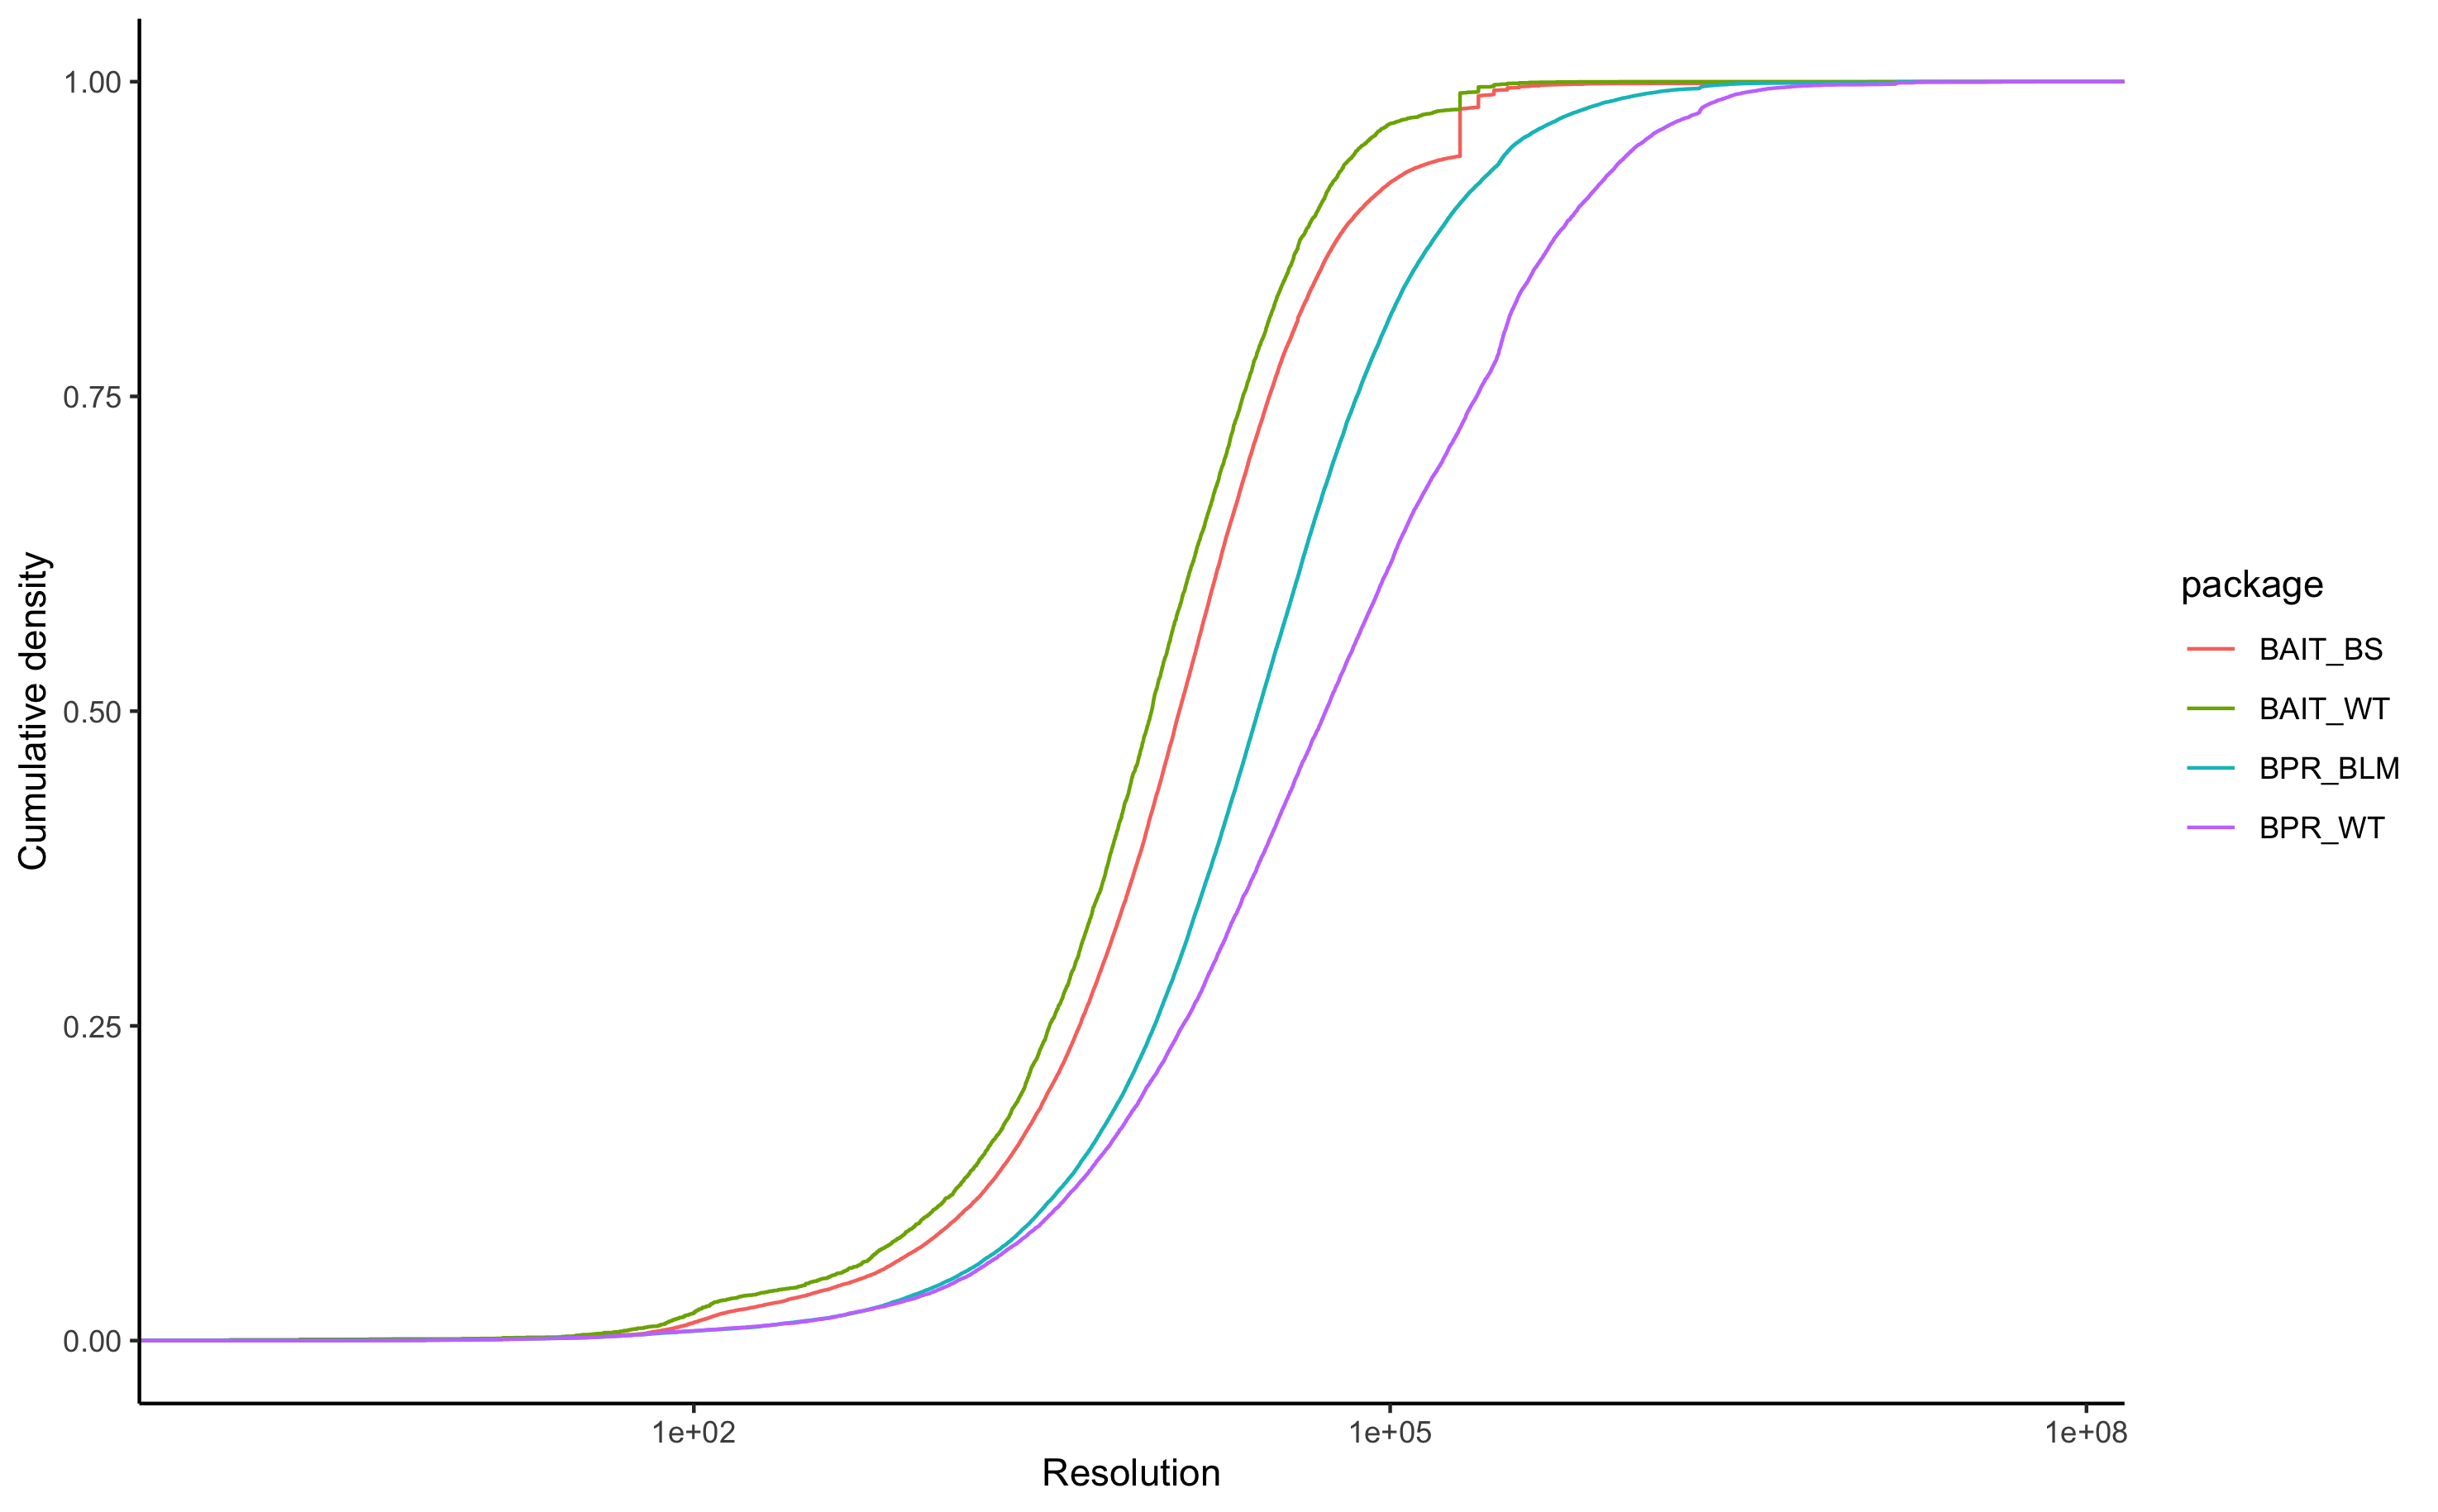 1.00
0.75
0.50
0.25
0.00
Cumulative density
1e+02
1e+05
1e+08
Resolution
package
BAIT_BS
BAIT_WT
BPR_BLM
BPR_WT